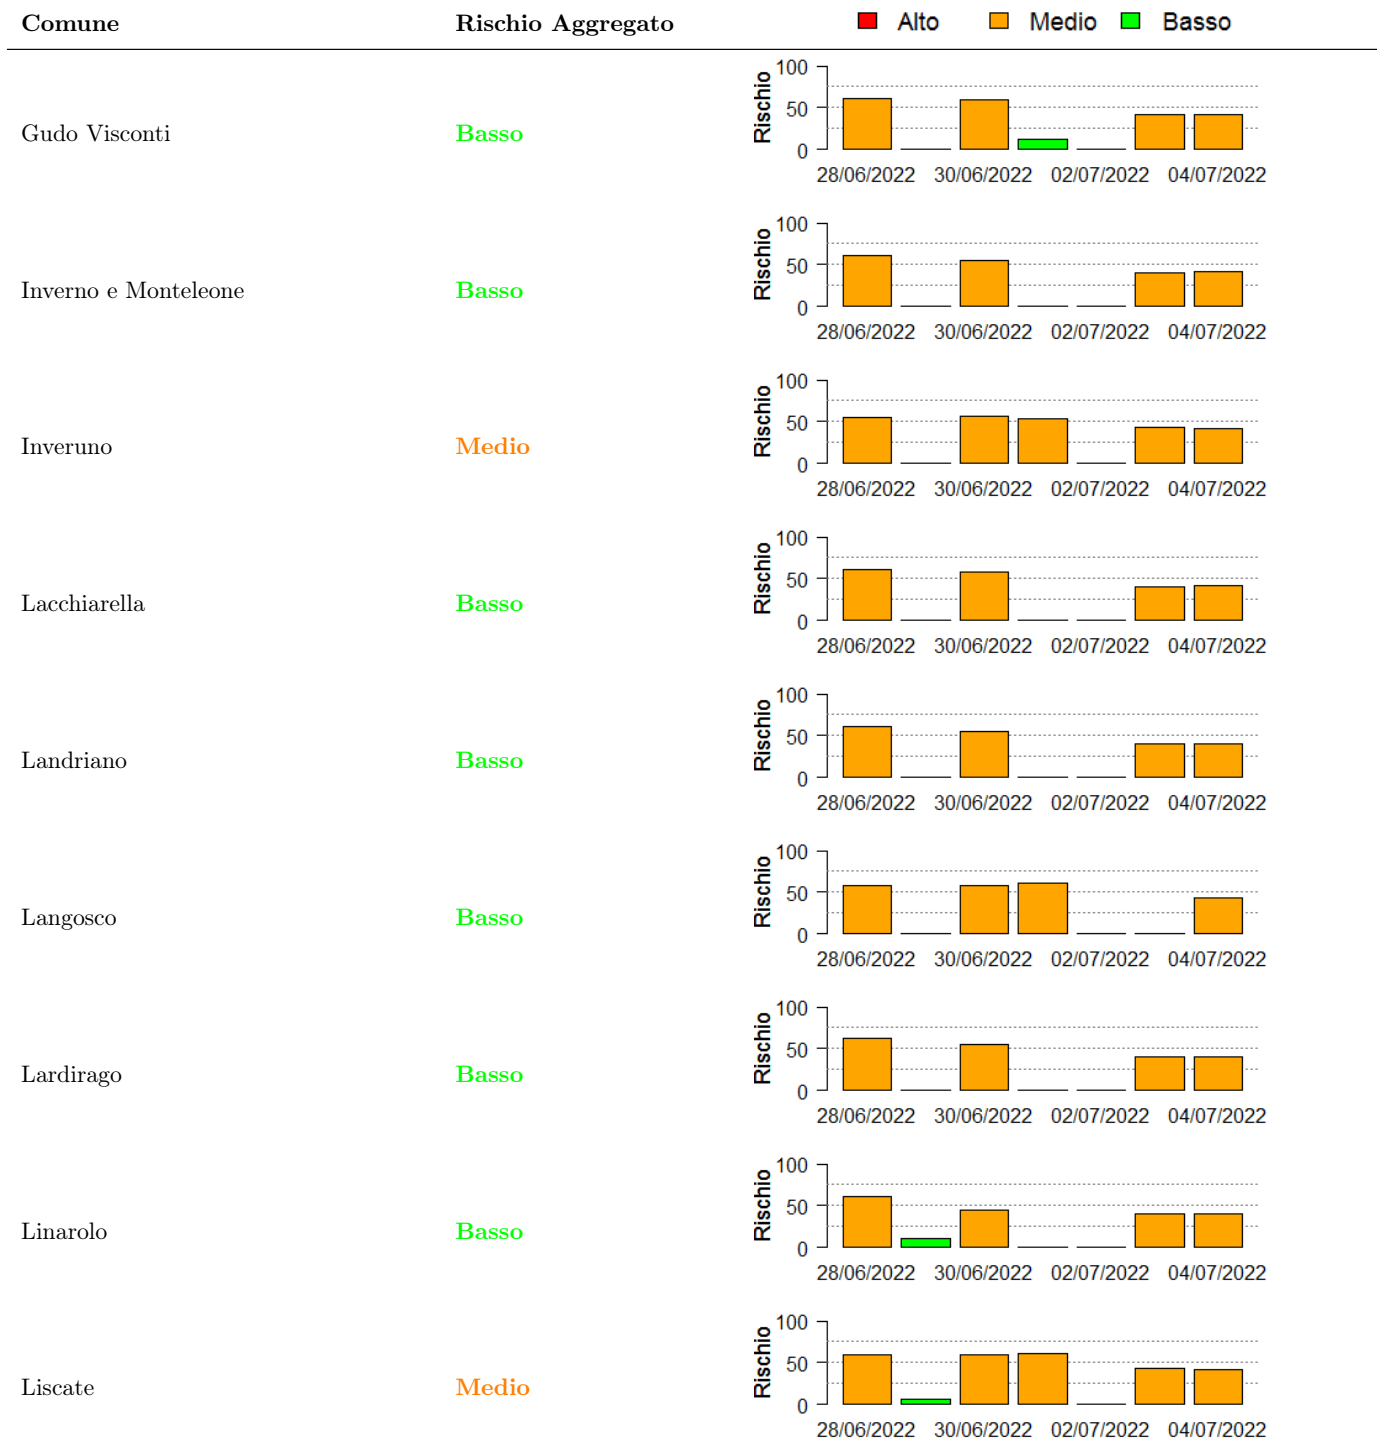 Comune Rischio Aggregato Alto Medio Basso
Gudo Visconti Basso
Rischio
100
50
0
28/06/2022 30/06/2022 02/07/2022 04/07/2022
Inverno e Monteleone Basso
Rischio
100
50
0
28/06/2022 30/06/2022 02/07/2022 04/07/2022
Inveruno Medio
Rischio
100
50
0
28/06/2022 30/06/2022 02/07/2022 04/07/2022
Lacchiarella Basso
Rischio
100
50
0
28/06/2022 30/06/2022 02/07/2022 04/07/2022
Landriano Basso
Rischio
100
50
0
28/06/2022 30/06/2022 02/07/2022 04/07/2022
Langosco Basso
Rischio
100
50
0
28/06/2022 30/06/2022 02/07/2022 04/07/2022
Lardirago Basso
Rischio
100
50
0
28/06/2022 30/06/2022 02/07/2022 04/07/2022
Linarolo Basso
Rischio
100
50
0
28/06/2022 30/06/2022 02/07/2022 04/07/2022
Liscate Medio
Rischio
100
50
0
28/06/2022 30/06/2022 02/07/2022 04/07/2022